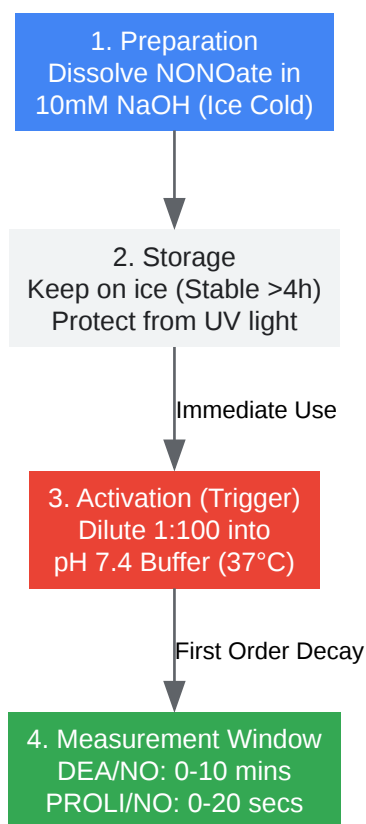 1. Preparation
Dissolve NONOate in
10mM NaOH (Ice Cold)
2. Storage
Keep on ice (Stable >4h)
Protect from UV light
Immediate Use
3. Activation (Trigger)
Dilute 1:100 into
pH 7.4 Buffer (37°C)
First Order Decay
4. Measurement Window
DEA/NO: 0-10 mins
PROLI/NO: 0-20 secs